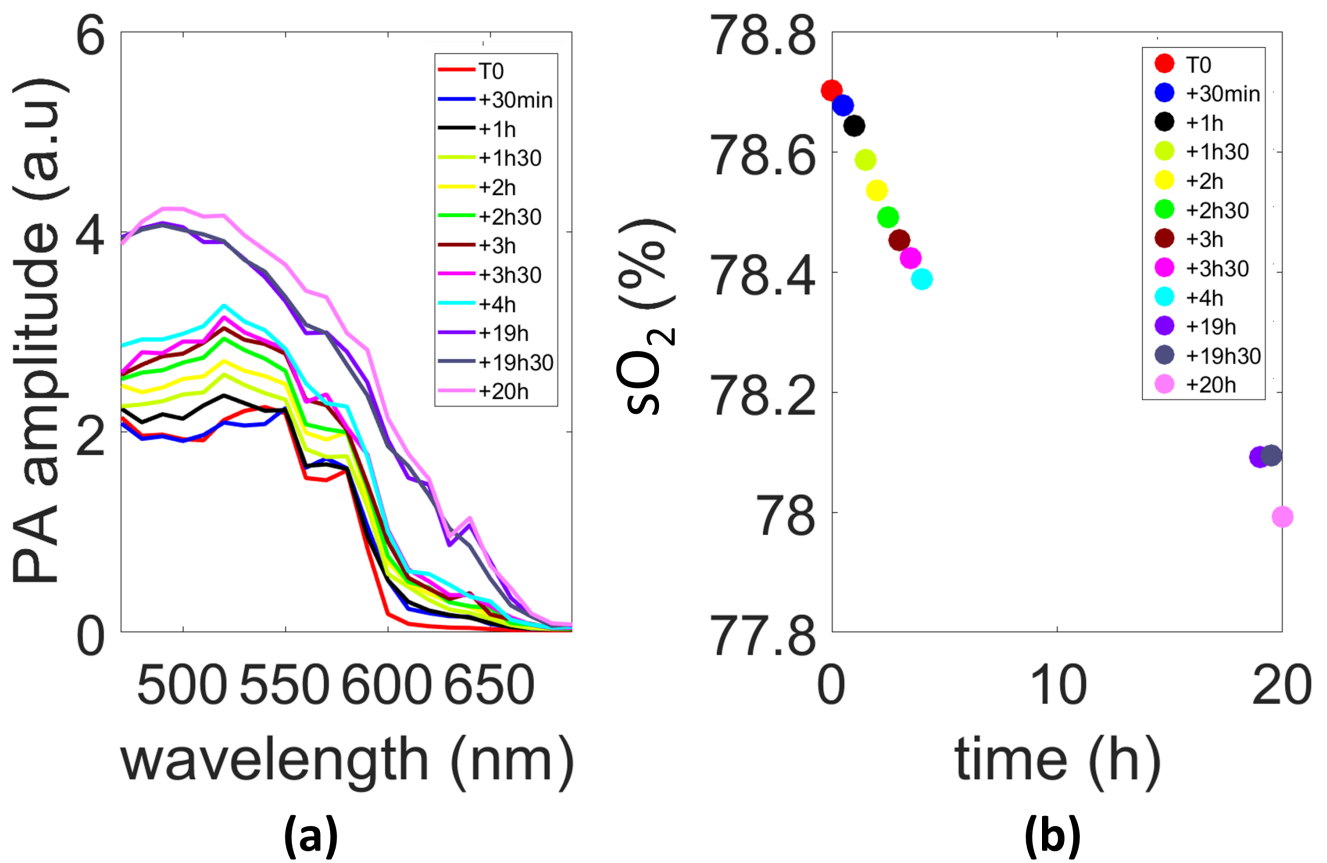 PA amplitude (a.u)
6
4
2
0
T0
+30min
+1h
+1h30
+2h
+2h30
+3h
+3h30
+4h
+19h
+19h30
+20h
500 550 600 650
wavelength (nm)
(a)
sO2 (%)
78.8
78.6
78.4
78.2
78
77.8
T0
+30min
+1h
+1h30
+2h
+2h30
+3h
+3h30
+4h
+19h
+19h30
+20h
0 10 20
time (h)
(b)